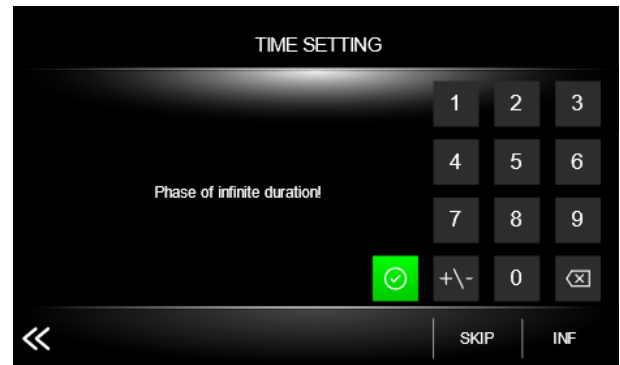 TIME SETTING
1 2 3
4 5 6
Phase of infinite duration!
7 8 9
+\- 0
SKIP INF